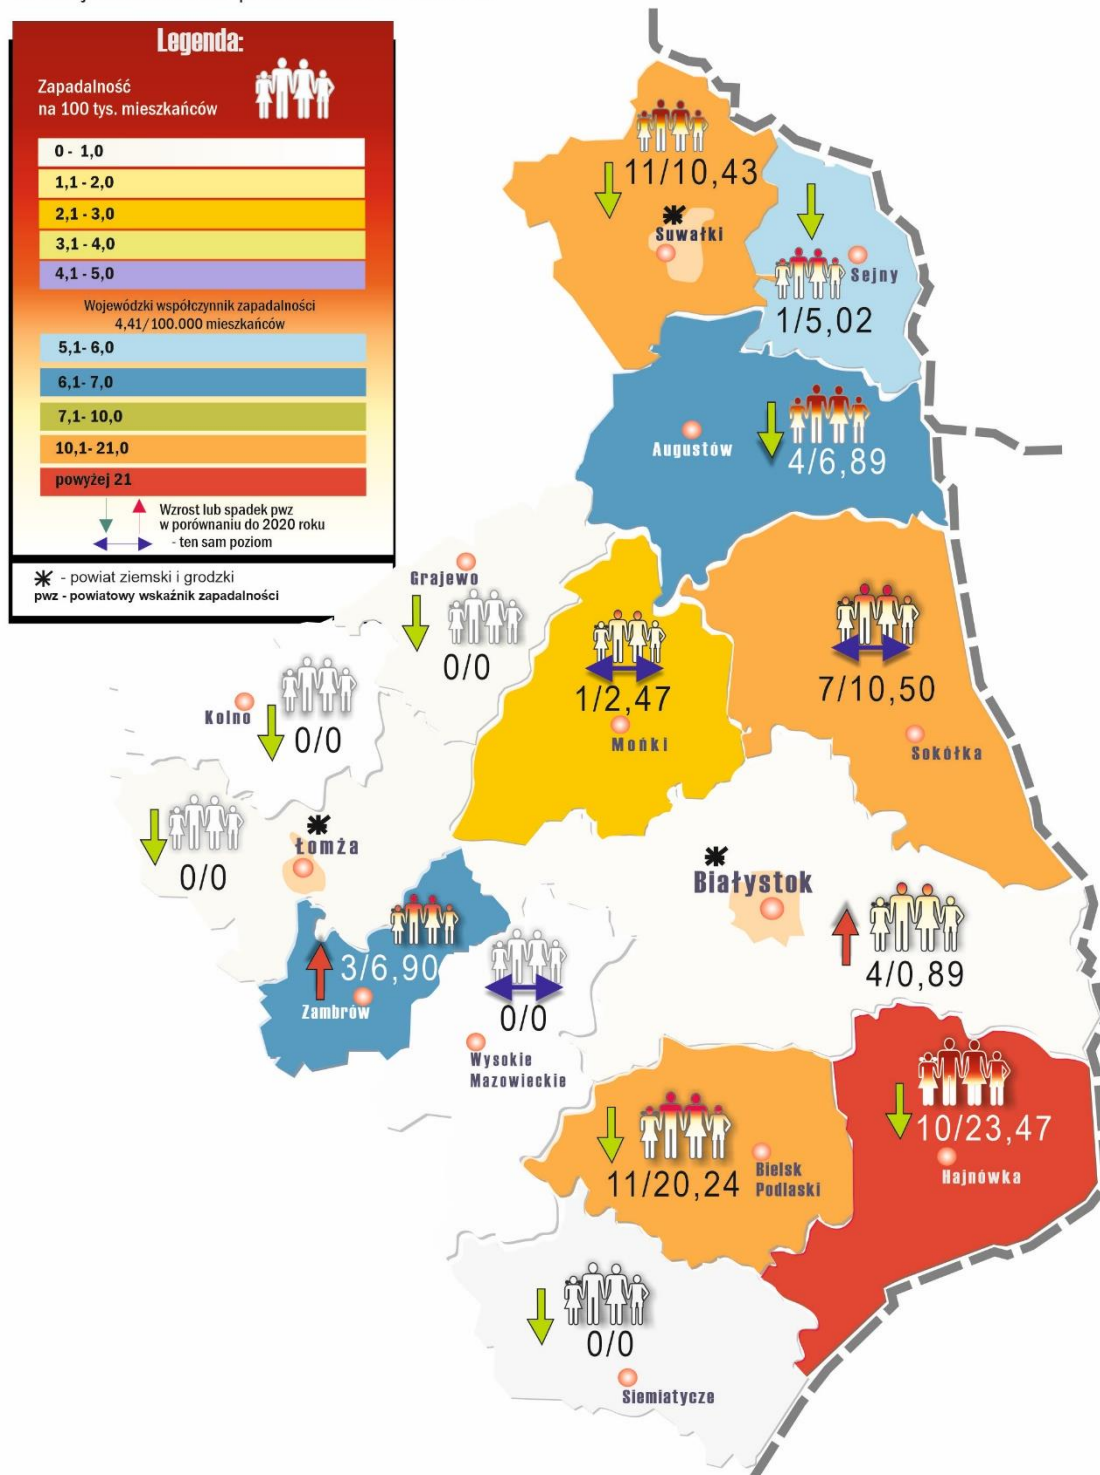 Legenda:
Zapadalność
na 100 tys. mieszkańców
0 - 1,0
1,1 - 2,0
2,1 - 3,0
3,1 - 4,0
4,1 - 5,0
Wojewódzki współczynnik zapadalności
4,41/100.000 mieszkańców
5,1- 6,0
6,1- 7,0
7,1- 10,0
10,1- 21,0
powyżej 21
Wzrost lub spadek pwz
w porównaniu do 2020 roku
- ten sam poziom
- powiat ziemski i grodzki
pwz - powiatowy wskaźnik zapadalności
11/10,43
Suwałki
Sejny
1/5,02
Augustów
4/6,89
Grajewo
0/0
Kolno
0/0
1/2,47
Mońki
7/10,50
Sokółka
0/0
Łomża
Białystok
4/0,89
3/6,90
Zambrów
0/0
Wysokie
Mazowieckie
11/20,24
Bielsk
Podlaski
10/23,47
Hajnówka
0/0
Siemiatycze